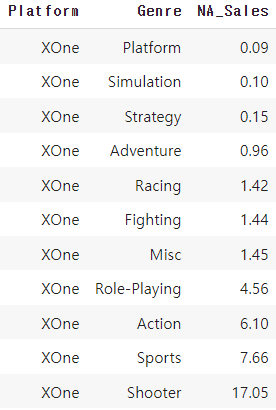 Platform Genre NA_Sales
XOne Platform 0.09
XOne Simulation 0.10
XOne Strategy 0.15
XOne Adventure 0.96
XOne Racing 1.42
XOne Fighting 1.44
XOne Misc 1.50
XOne Role-Playing 4.56
XOne Action 6.10
XOne Sports 7.66
XOne Shooter 17.05